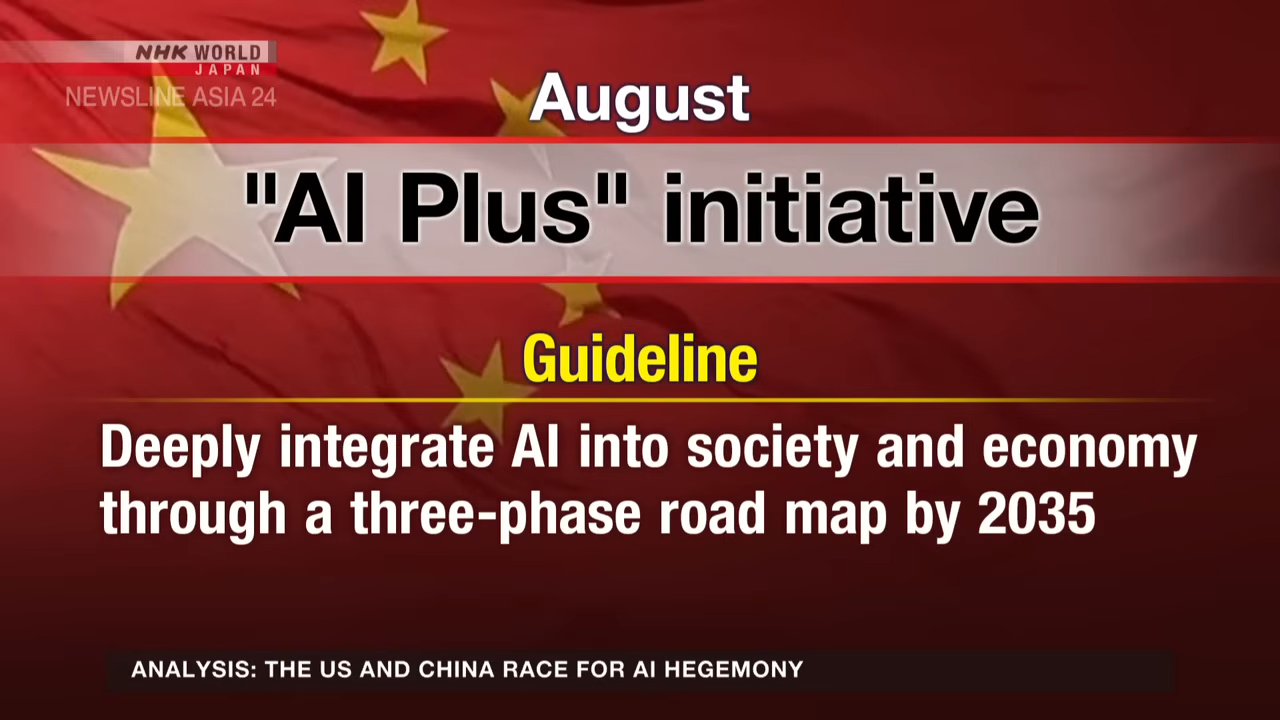 NHK WORLD
JAPAN
NEWSLINE ASIA 24
August
"AI Plus" initiative
Guideline
Deeply integrate AI into society and economy
through a three-phase road map by 2035
ANALYSIS: THE US AND CHINA RACE FOR AI HEGEMONY